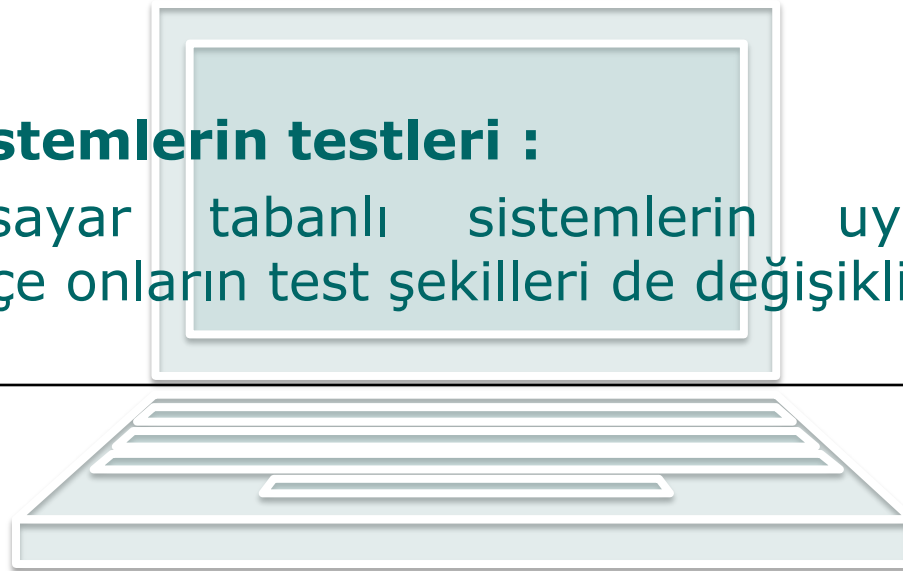 stemlerin testleri :
sayar tabanlı sistemlerin uy
çe onların test şekilleri de değişikli